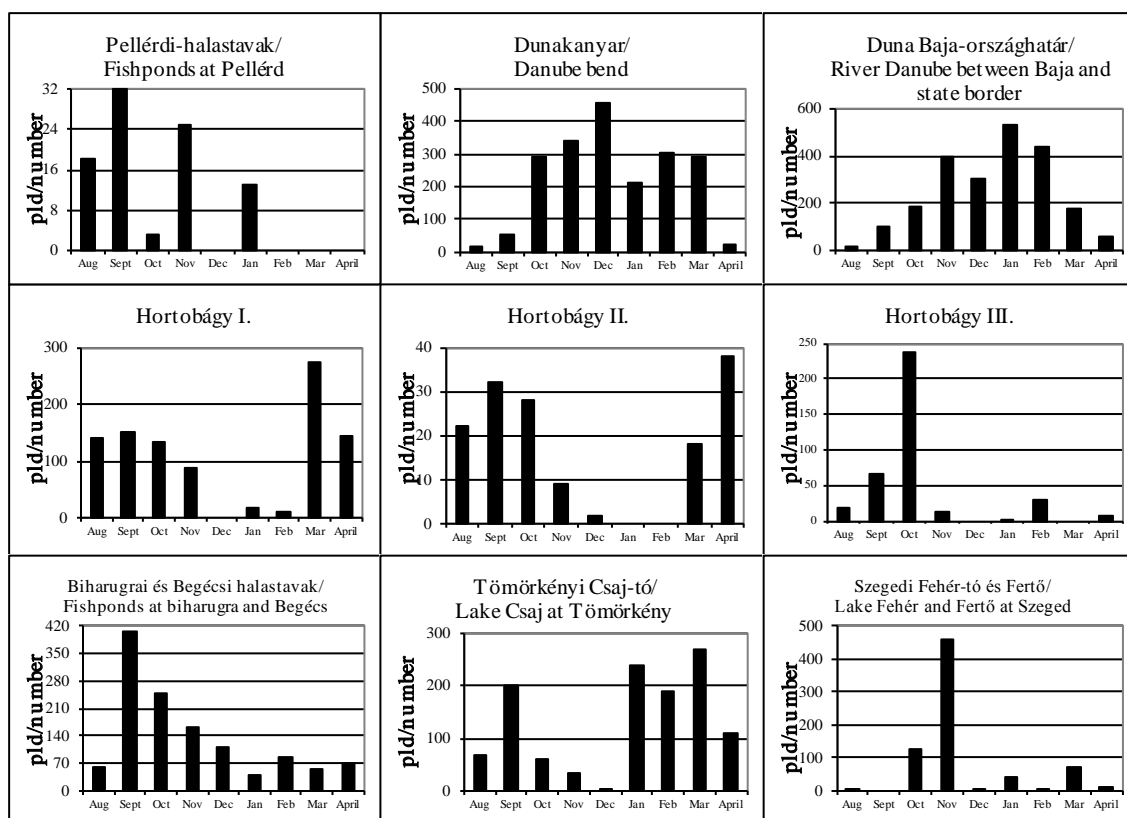 Pellérdi-halastavak/
Fishponds at Pellérd
pld/number
32
24
16
8
0
Aug Sept Oct Nov Dec Jan Feb Mar April
Dunakanyar/
Danube bend
pld/number
500
400
300
200
100
0
Aug Sept Oct Nov Dec Jan Feb Mar April
Duna Baja-országhatár/
River Danube between Baja and
state border
pld/number
600
400
200
0
Aug Sept Oct Nov Dec Jan Feb Mar April
Hortobágy I.
pld/number
300
200
100
0
Aug Sept Oct Nov Dec Jan Feb Mar April
Hortobágy II.
pld/number
40
30
20
10
0
Aug Sept Oct Nov Dec Jan Feb Mar April
Hortobágy III.
pld/number
250
200
150
100
50
0
Aug Sept Oct Nov Dec Jan Feb Mar April
Biharugrai és Begécsi halastavak/
Fishponds at biharugra and Begécs
pld/number
420
350
280
210
140
70
0
Aug Sept Oct Nov Dec Jan Feb Mar April
Tömörkényi Csaj-tó/
Lake Csaj at Tömörkény
pld/number
300
200
100
0
Aug Sept Oct Nov Dec Jan Feb Mar April
Szegedi Fehér-tó és Fertő/
Lake Fehér and Fertő at Szeged
pld/number
500
400
300
200
100
0
Aug Sept Oct Nov Dec Jan Feb Mar April